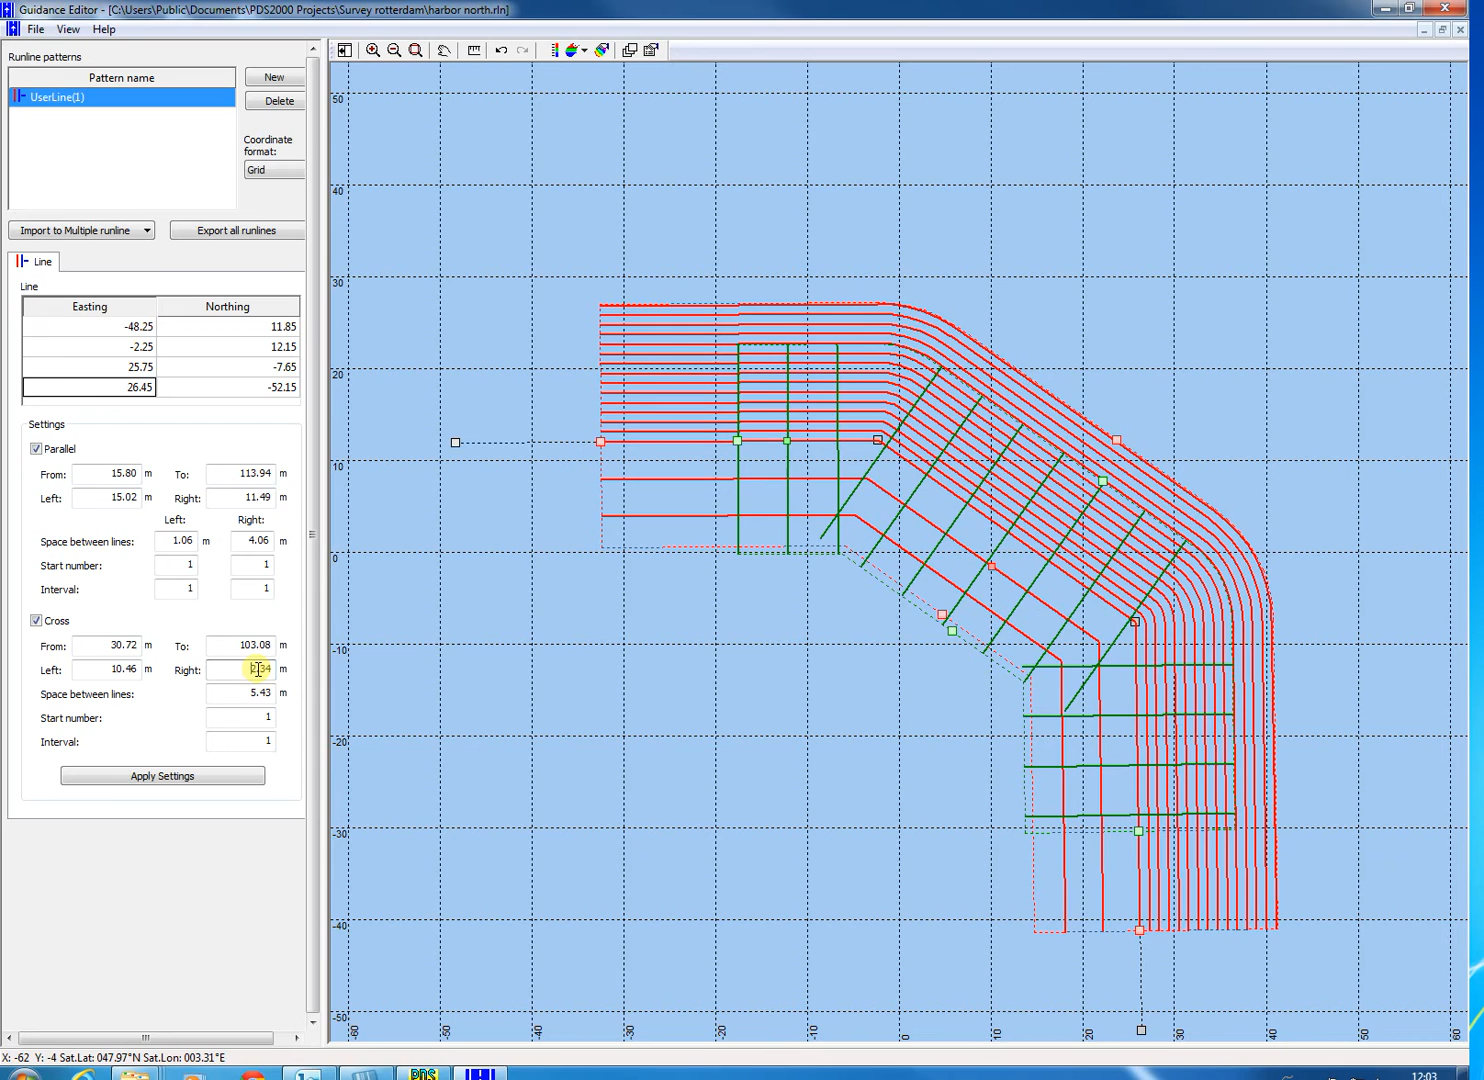 Guidance Editor - [C:\Users\Public\Documents\PDS2000 Projects\Survey rotterdam\harbor north.rln]
File View Help
Runline patterns
Pattern name
New
UserLine(1)
Delete
Coordinate
format:
Grid
Import to Multiple runline
Export all runlines
Line
Line
Easting Northing
-48.25 11.85
-2.25 12.15
25.75 -7.65
26.45 -52.15
Settings
Parallel
From: 15.80 m To: 113.94 m
Left: 15.02 m Right: 11.49 m
Left: Right:
Space between lines: 1.06 m 4.06 m
Start number: 1 1
Interval: 1 1
Cross
From: 30.72 m To: 103.08 m
Left: 10.46 m Right: m
Space between lines: 5.43 m
Start number: 1
Interval: 1
Apply Settings
50
40
30
20
10
0
-10
-20
-30
-40
-50
-60 -50 -40 -30 -20 -10 0 10 20 30 40 50 60
X: -62 Y: -4 Sat.Lat: 047.97°N Sat.Lon: 003.31°E
PDS
12:03